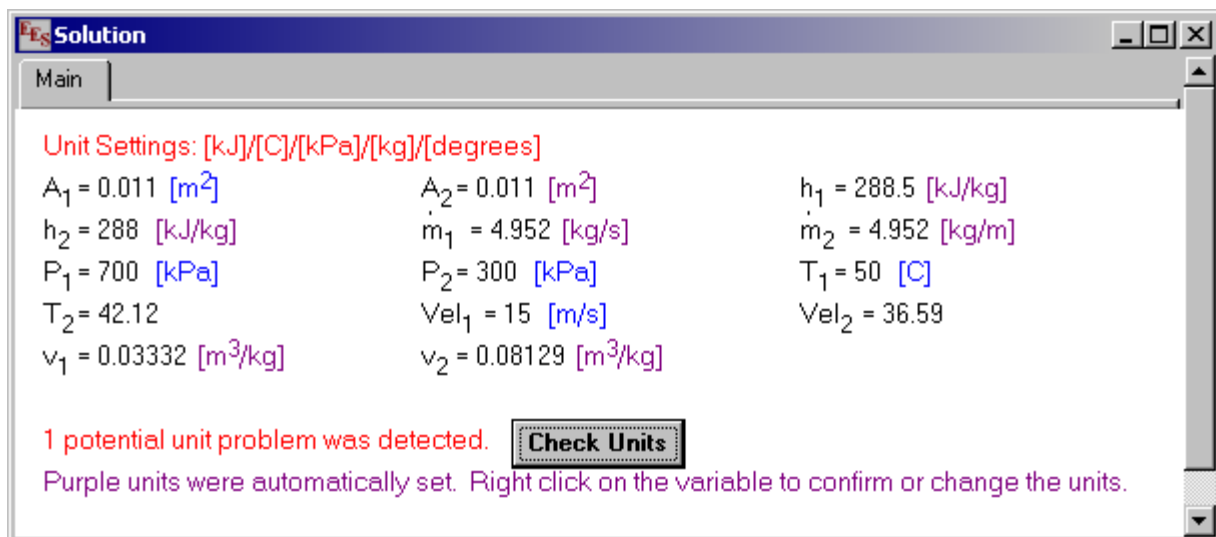 EES Solution
Main
Unit Settings: [kJ]/[C]/[kPa]/[kg]/[degrees]
A₁ = 0.011 [m²] A₂ = 0.011 [m²] h₁ = 288.5 [kJ/kg]
h₂ = 288 [kJ/kg] ṁ₁ = 4.952 [kg/s] ṁ₂ = 4.952 [kg/m]
P₁ = 700 [kPa] P₂ = 300 [kPa] T₁ = 50 [C]
T₂ = 42.12 Vel₁ = 15 [m/s] Vel₂ = 36.59
v₁ = 0.03332 [m³/kg] v₂ = 0.08129 [m³/kg]
1 potential unit problem was detected. Check Units
Purple units were automatically set. Right click on the variable to confirm or change the units.